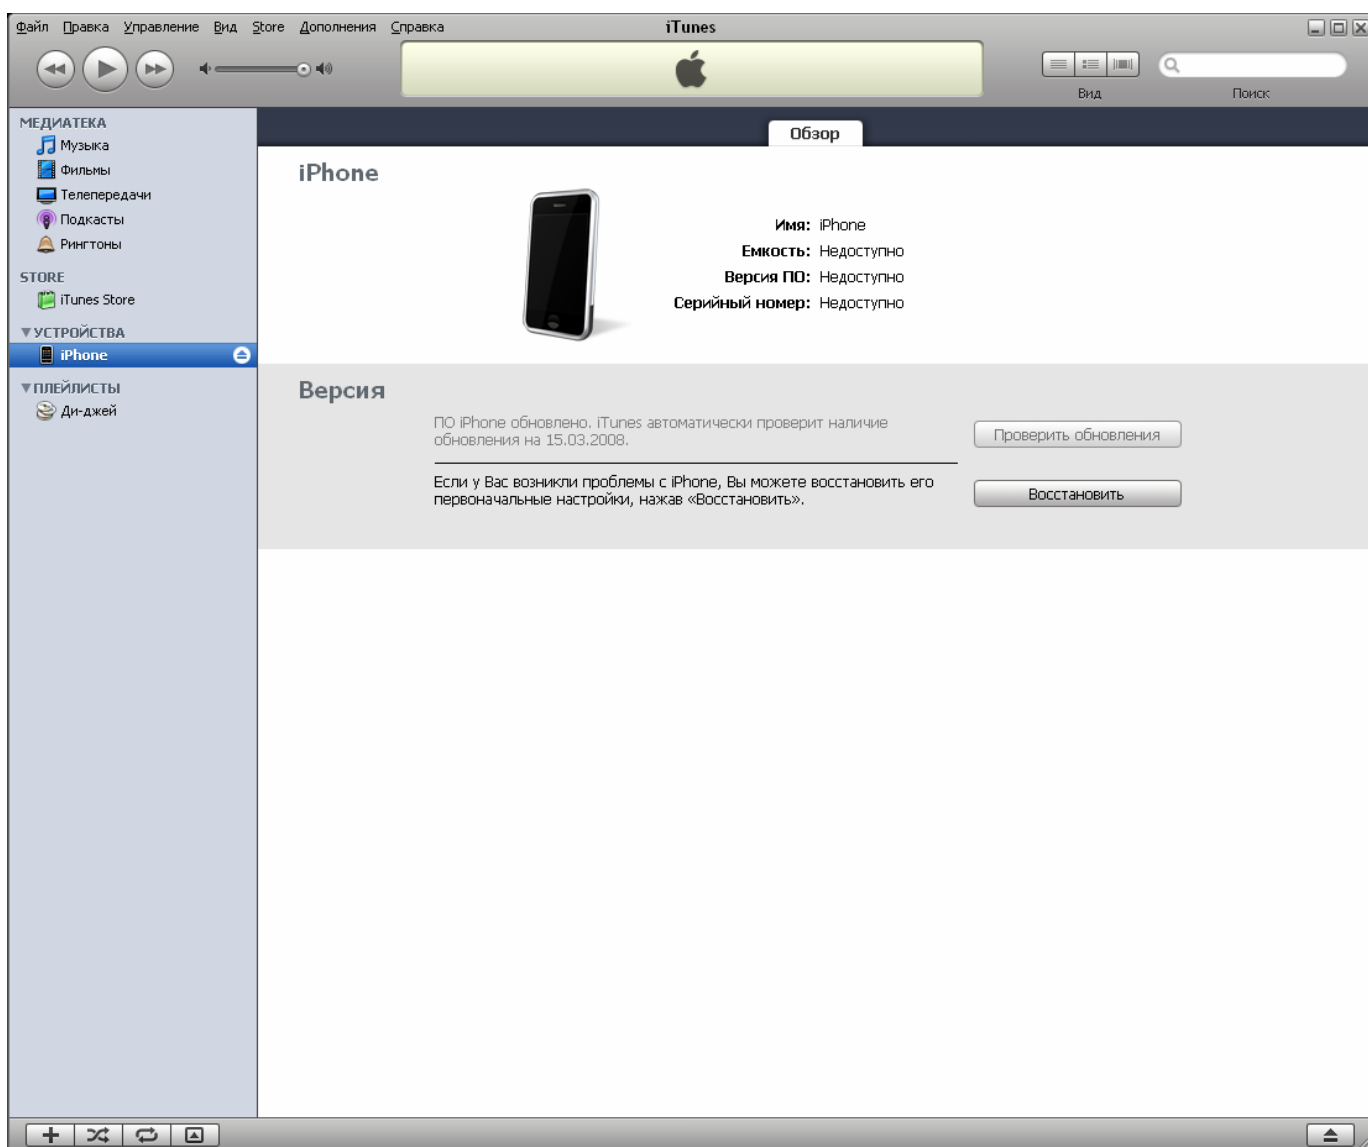 Файл Правка Управление Вид Store Дополнения Справка
iTunes
Вид
Поиск
МЕДИАТЕКА
Музыка
Фильмы
Телепередачи
Подкасты
Рингтоны
STORE
iTunes Store
УСТРОЙСТВА
iPhone
ПЛЕЙЛИСТЫ
Ди-джей
Обзор
iPhone
Имя: iPhone
Емкость: Недоступно
Версия ПО: Недоступно
Серийный номер: Недоступно
Версия
ПО iPhone обновлено. iTunes автоматически проверит наличие
обновления на 15.03.2008.
Проверить обновления
Если у Вас возникли проблемы с iPhone, Вы можете восстановить его
первоначальные настройки, нажав «Восстановить».
Восстановить